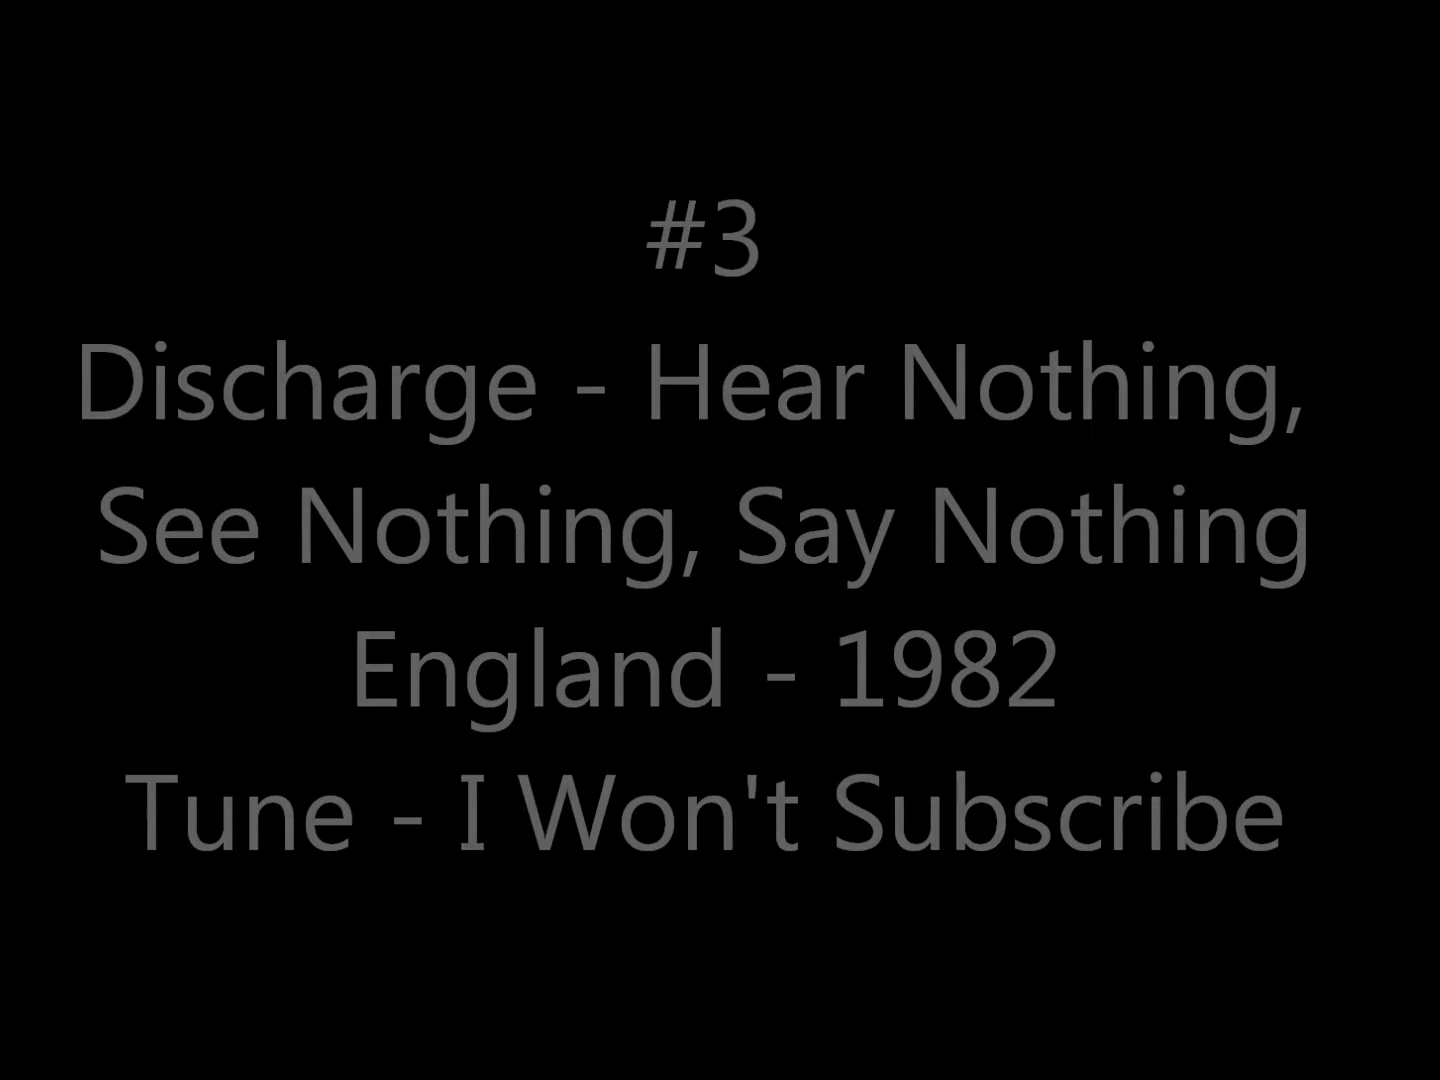 #3
Discharge - Hear Nothing,
See Nothing, Say Nothing
England - 1982
Tune - I Won't Subscribe